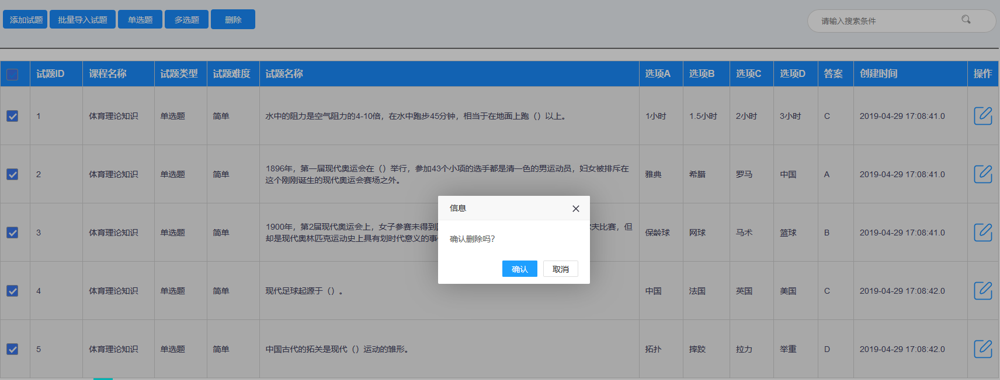 添加试题 批量导入试题 单选题 多选题 删除 请输入搜索条件
试题ID 课程名称 试题类型 试题难度 试题名称 选项A 选项B 选项C 选项D 答案 创建时间 操作
1 体育理论知识 单选题 简单 水中的阻力是空气阻力的4-10倍，在水中跑步45分钟，相当于在地面上跑（）以上。 1小时 1.5小时 2小时 3小时 C 2019-04-29 17:08:41.0
2 体育理论知识 单选题 简单 1896年，第一届现代奥运会在（）举行，参加43个小项的选手都是清一色的男运动员，妇女被排斥在
这个刚刚诞生的现代奥运会赛场之外。 雅典 希腊 罗马 中国 A 2019-04-29 17:08:41.0
3 体育理论知识 单选题 简单 1900年，第2届现代奥运会上，女子参赛未得到 夫比赛，但
却是现代奥林匹克运动史上具有划时代意义的事 保龄球 网球 马术 篮球 B 2019-04-29 17:08:41.0
信息
确认删除吗？
确认 取消
4 体育理论知识 单选题 简单 现代足球起源于（）。 中国 法国 英国 美国 C 2019-04-29 17:08:42.0
5 体育理论知识 单选题 简单 中国古代的拓关是现代（）运动的雏形。 拓扑 摔跤 拉力 举重 D 2019-04-29 17:08:42.0